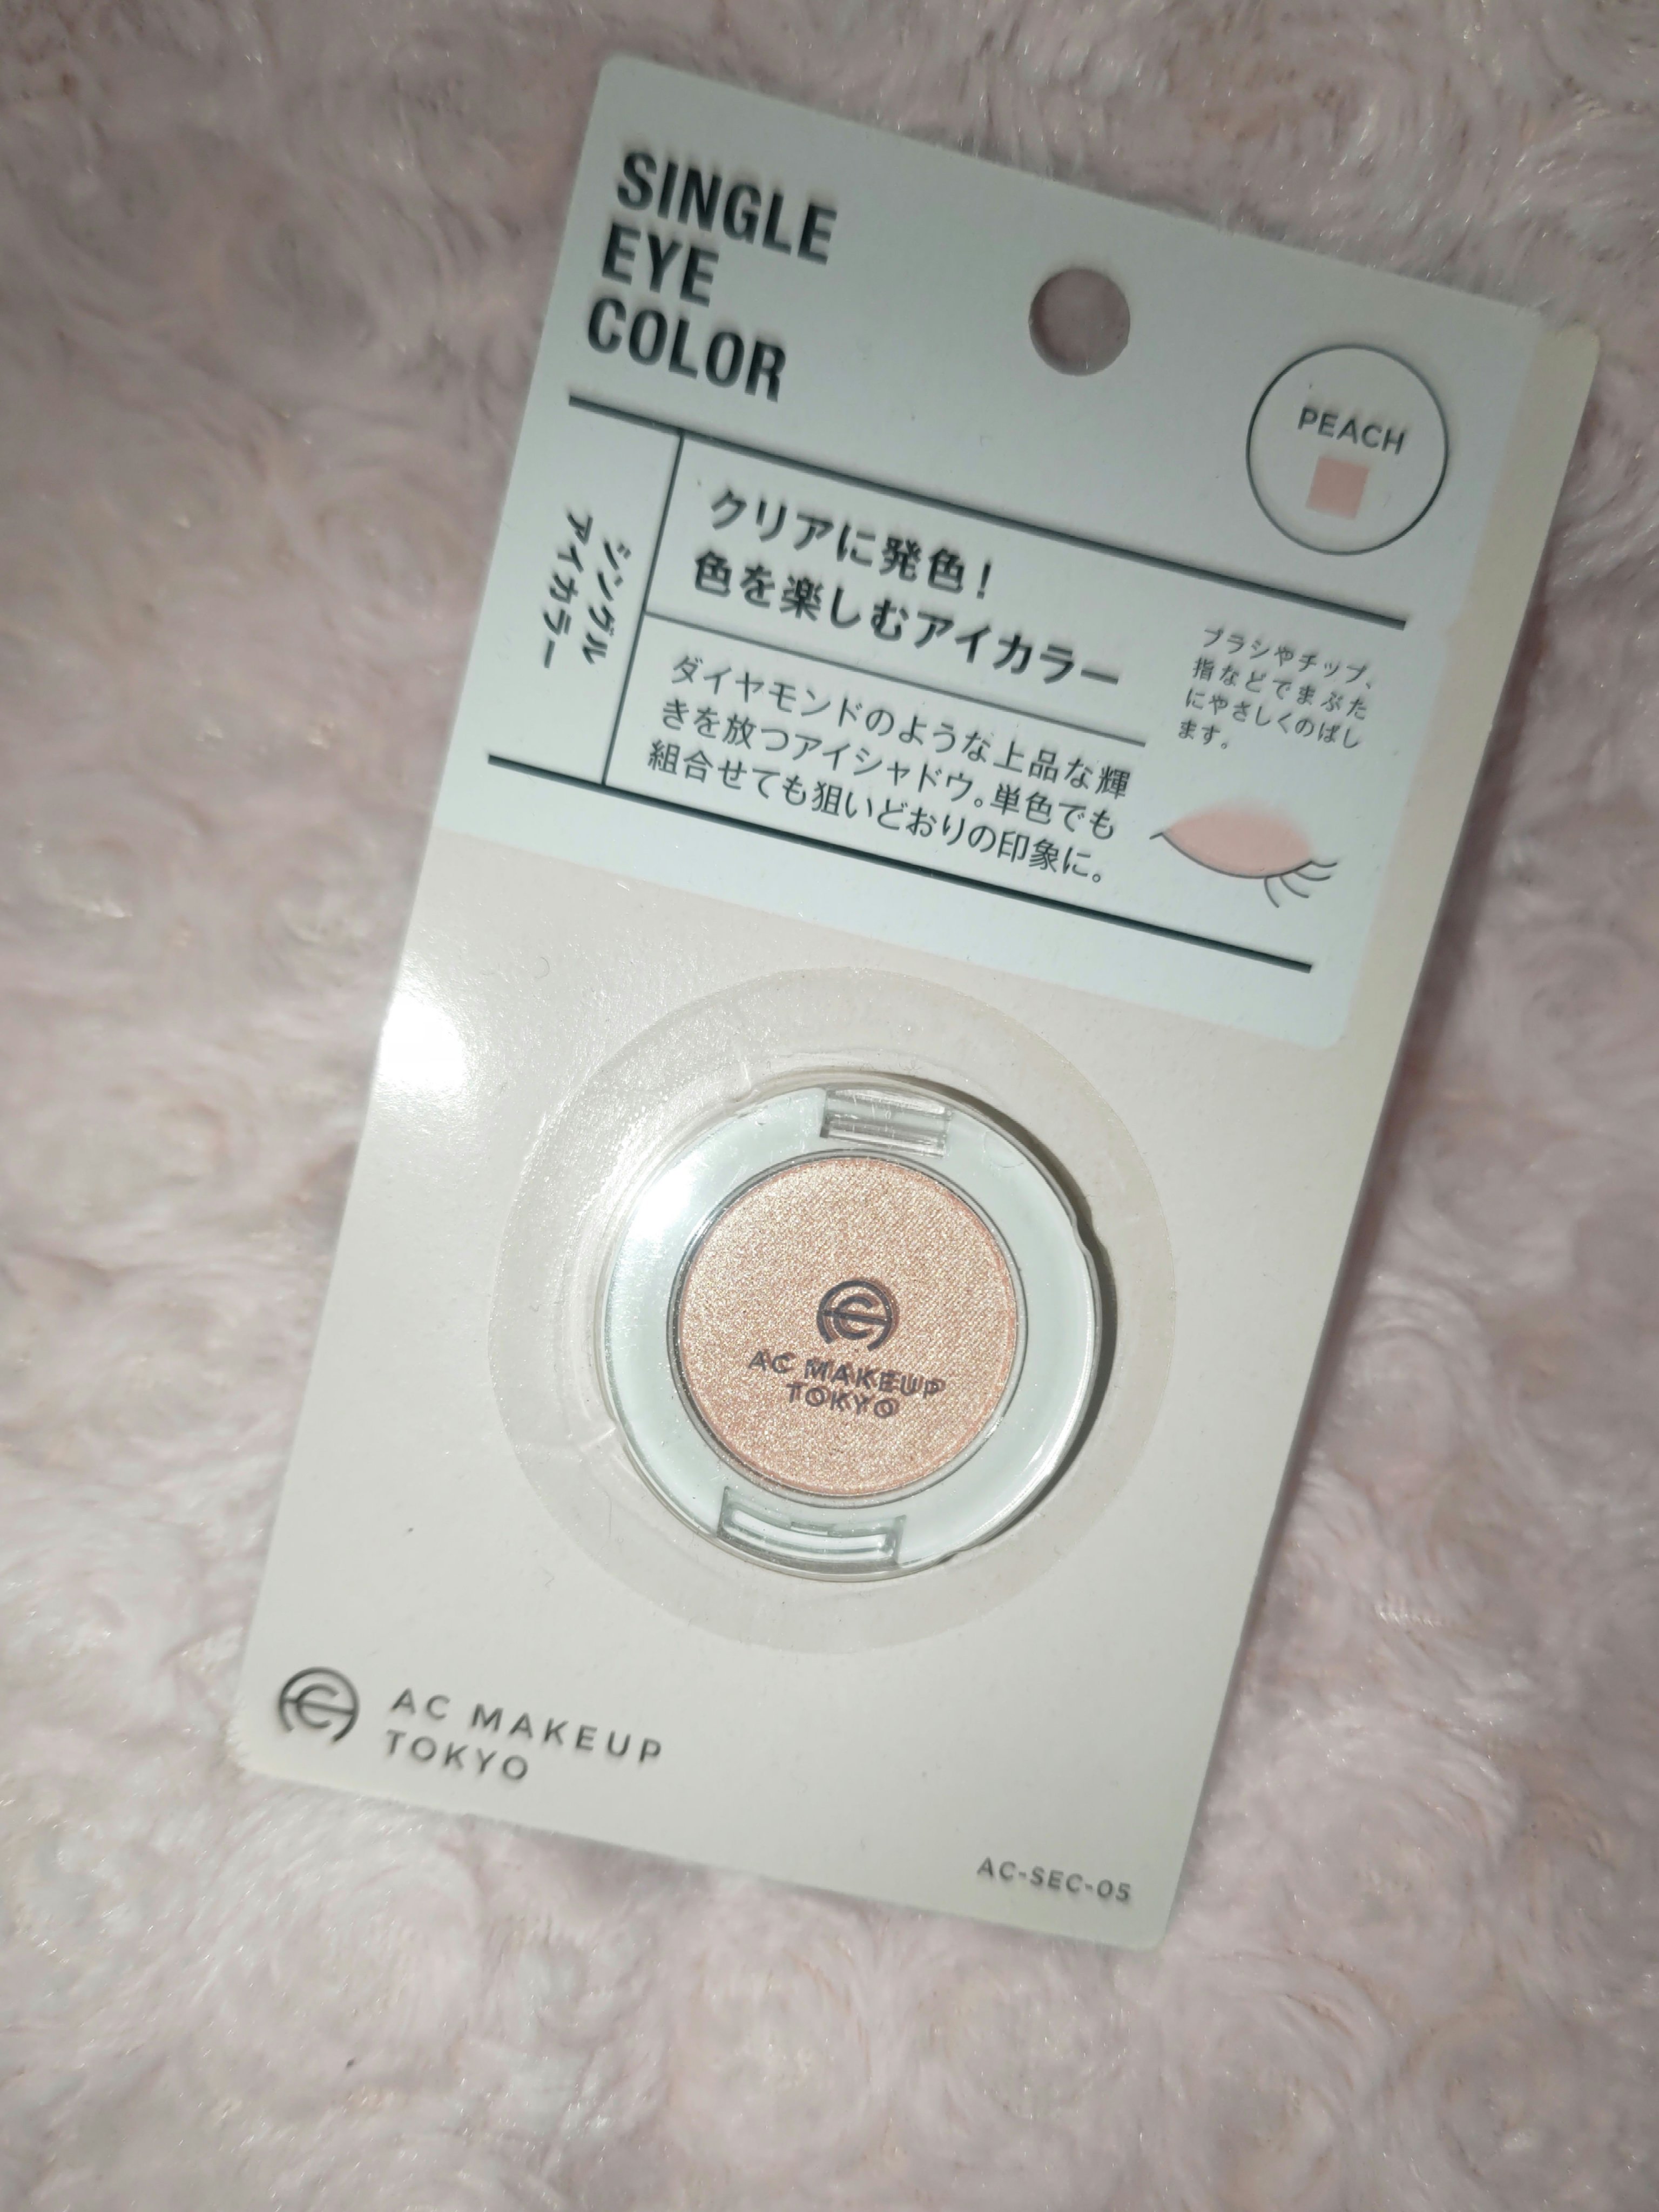 SINGLE
EYE
COLOR
PEACH
シングル
アイカラー
クリアに発色！
色を楽しむアイカラー
ダイヤモンドのような上品な輝
きを放つアイシャドウ。単色でも
組合せても狙いどおりの印象に。
ブラシやチップ、
指などでまぶた
にやさしくのばし
ます。
AC MAKEUP
TOKYO
AC MAKEUP
TOKYO
AC-SEC-05